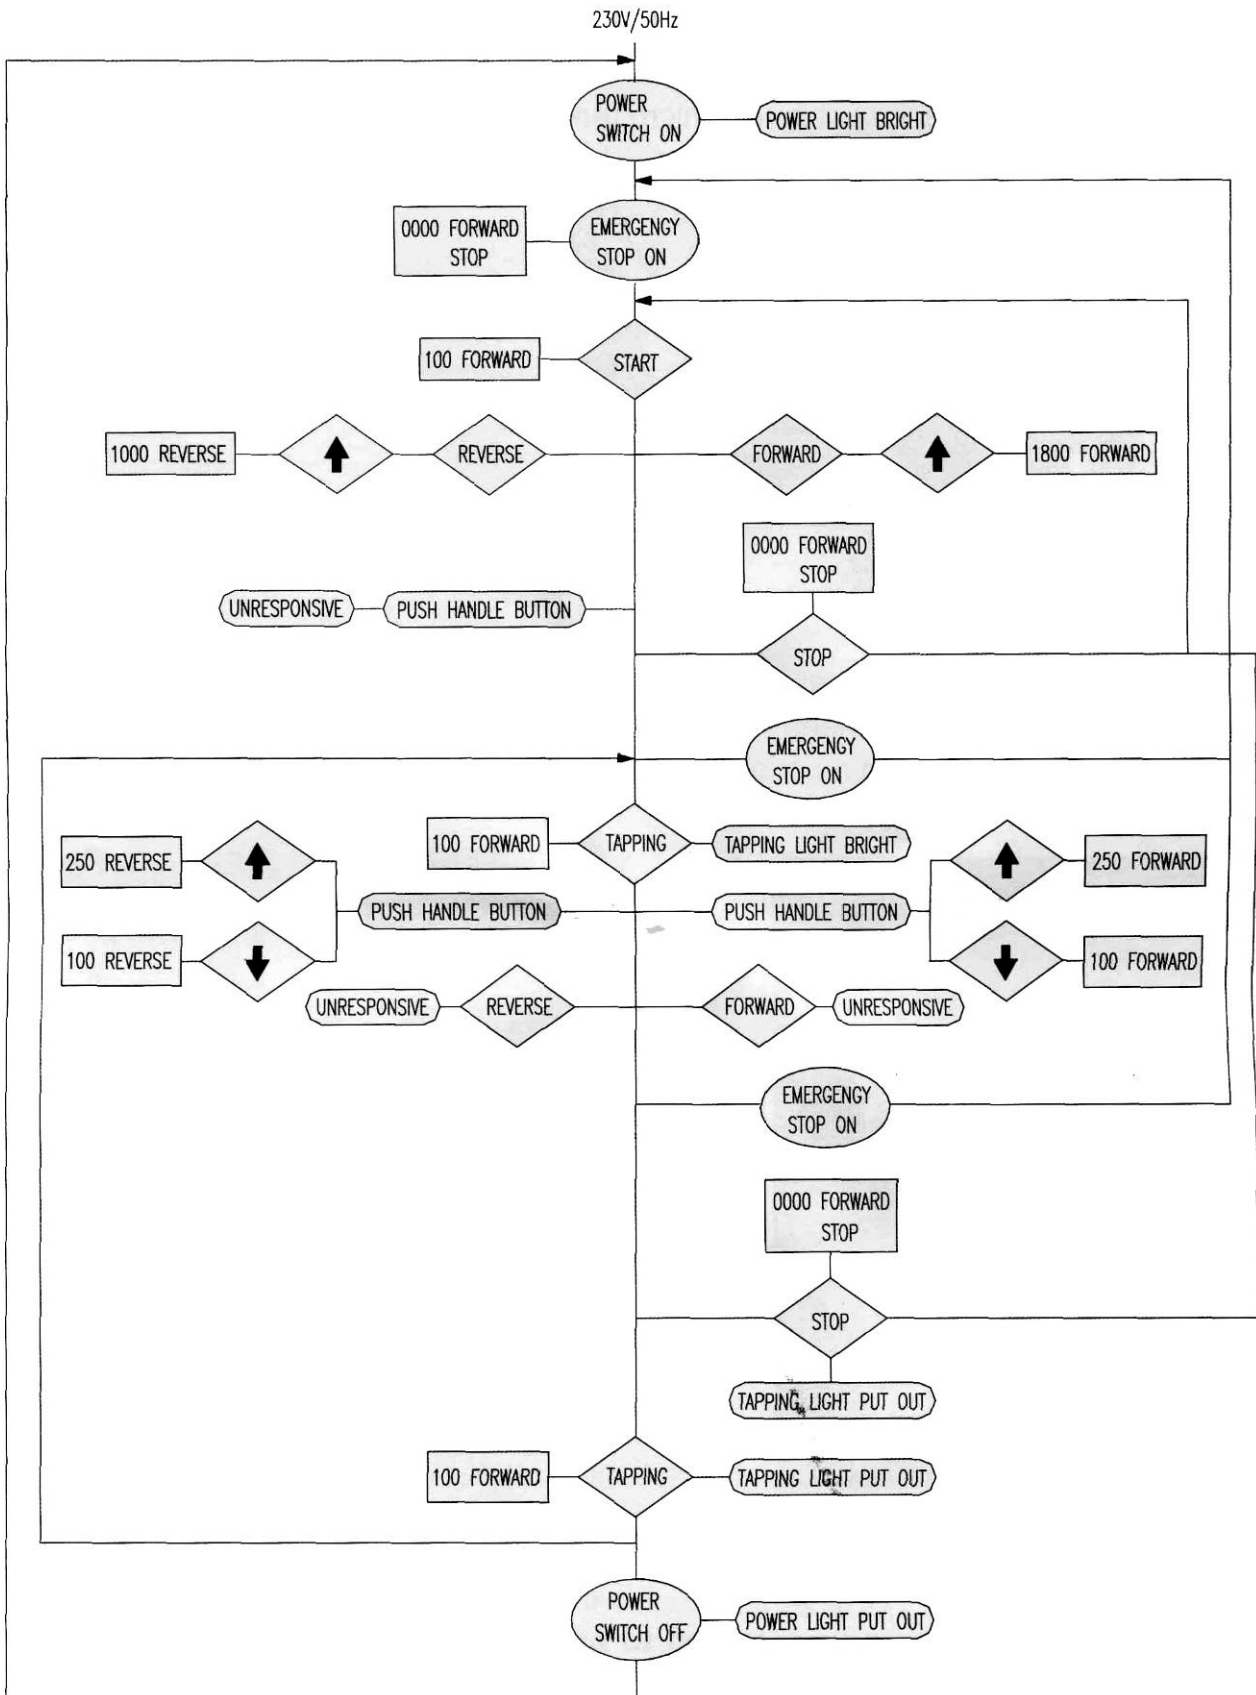 230V/50Hz
POWER
SWITCH ON
POWER LIGHT BRIGHT
0000 FORWARD
STOP
EMERGENCY
STOP ON
100 FORWARD
START
1000 REVERSE
REVERSE
FORWARD
1800 FORWARD
0000 FORWARD
STOP
UNRESPONSIVE
PUSH HANDLE BUTTON
STOP
EMERGENCY
STOP ON
100 FORWARD
TAPPING
TAPPING LIGHT BRIGHT
250 REVERSE
250 FORWARD
PUSH HANDLE BUTTON
PUSH HANDLE BUTTON
100 REVERSE
100 FORWARD
UNRESPONSIVE
REVERSE
FORWARD
UNRESPONSIVE
EMERGENGY
STOP ON
0000 FORWARD
STOP
STOP
TAPPING LIGHT PUT OUT
100 FORWARD
TAPPING
TAPPING LIGHT PUT OUT
POWER
SWITCH OFF
POWER LIGHT PUT OUT